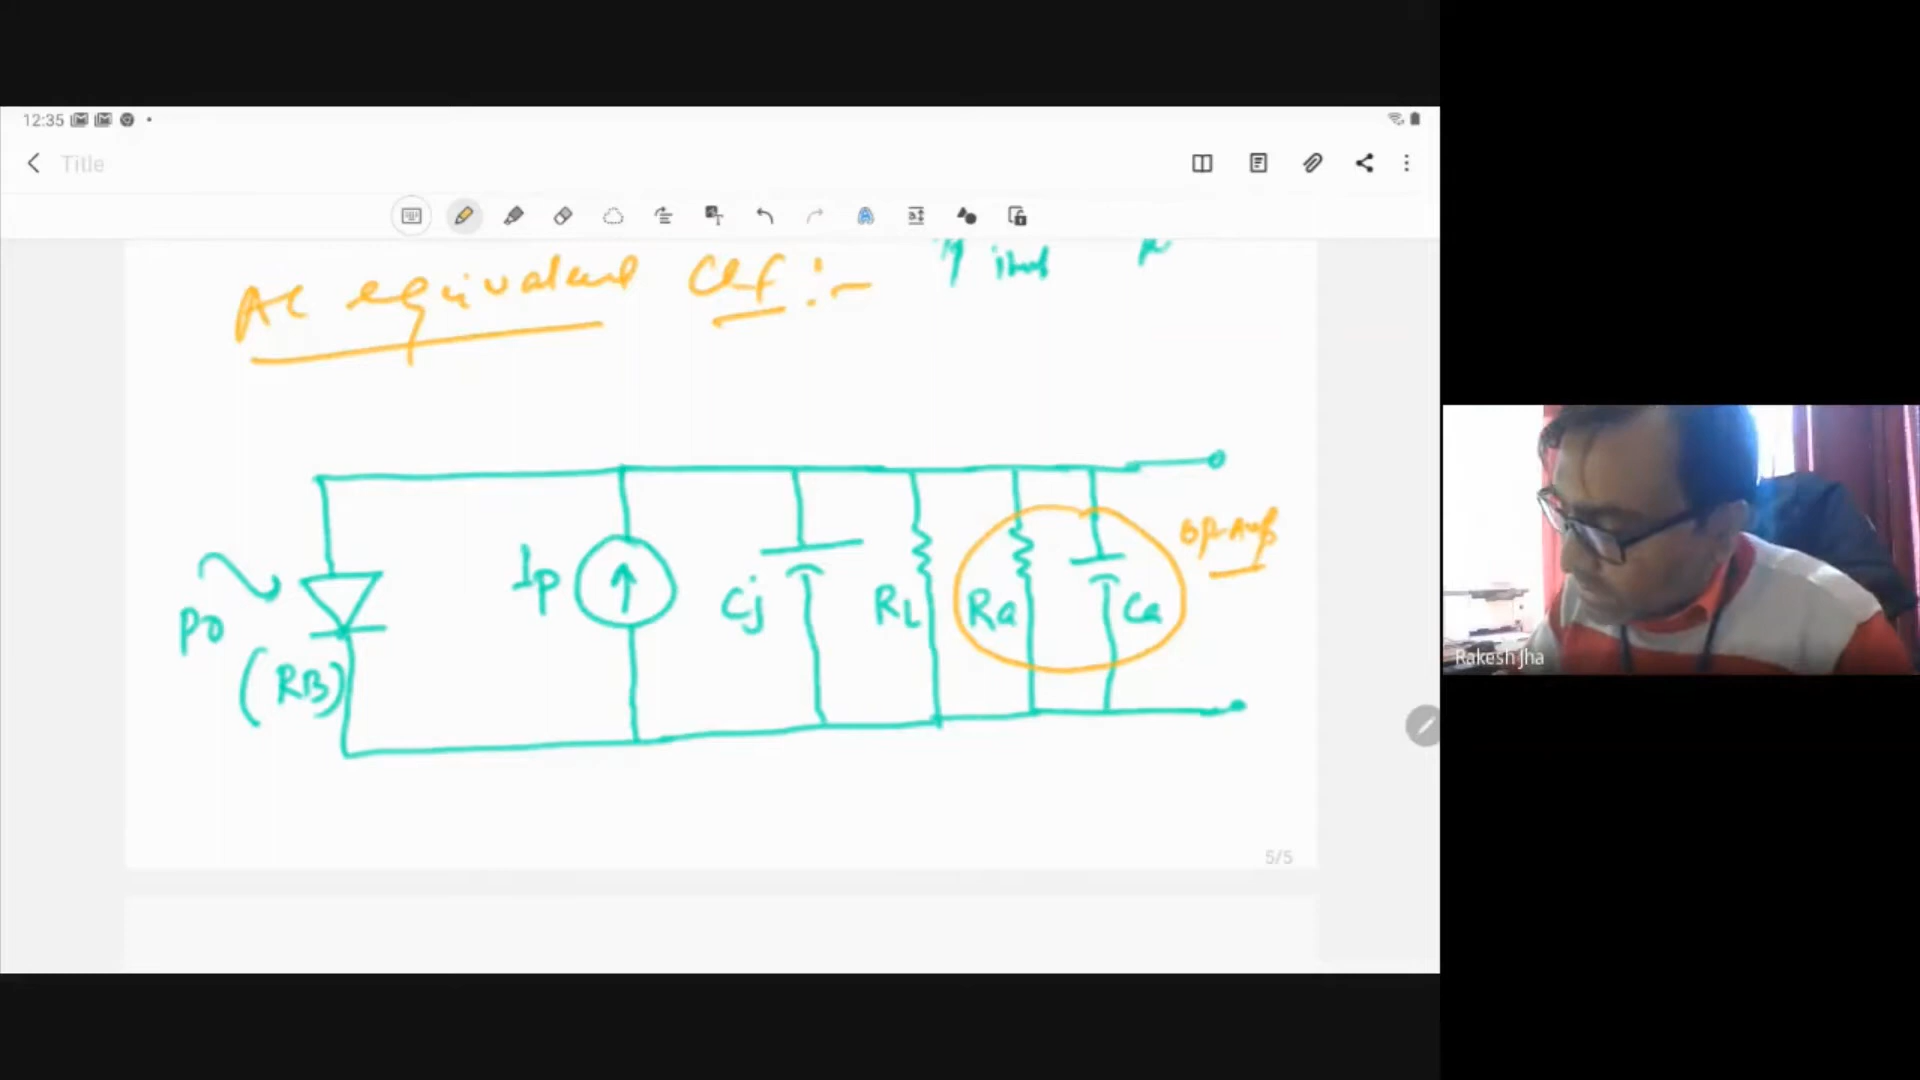 12:35
Title
AC equivalent Ckt :-
Ip
Cj
RL
Ra
Ca
op-Amp
Po
(RB)
5/5
Rakesh Jha